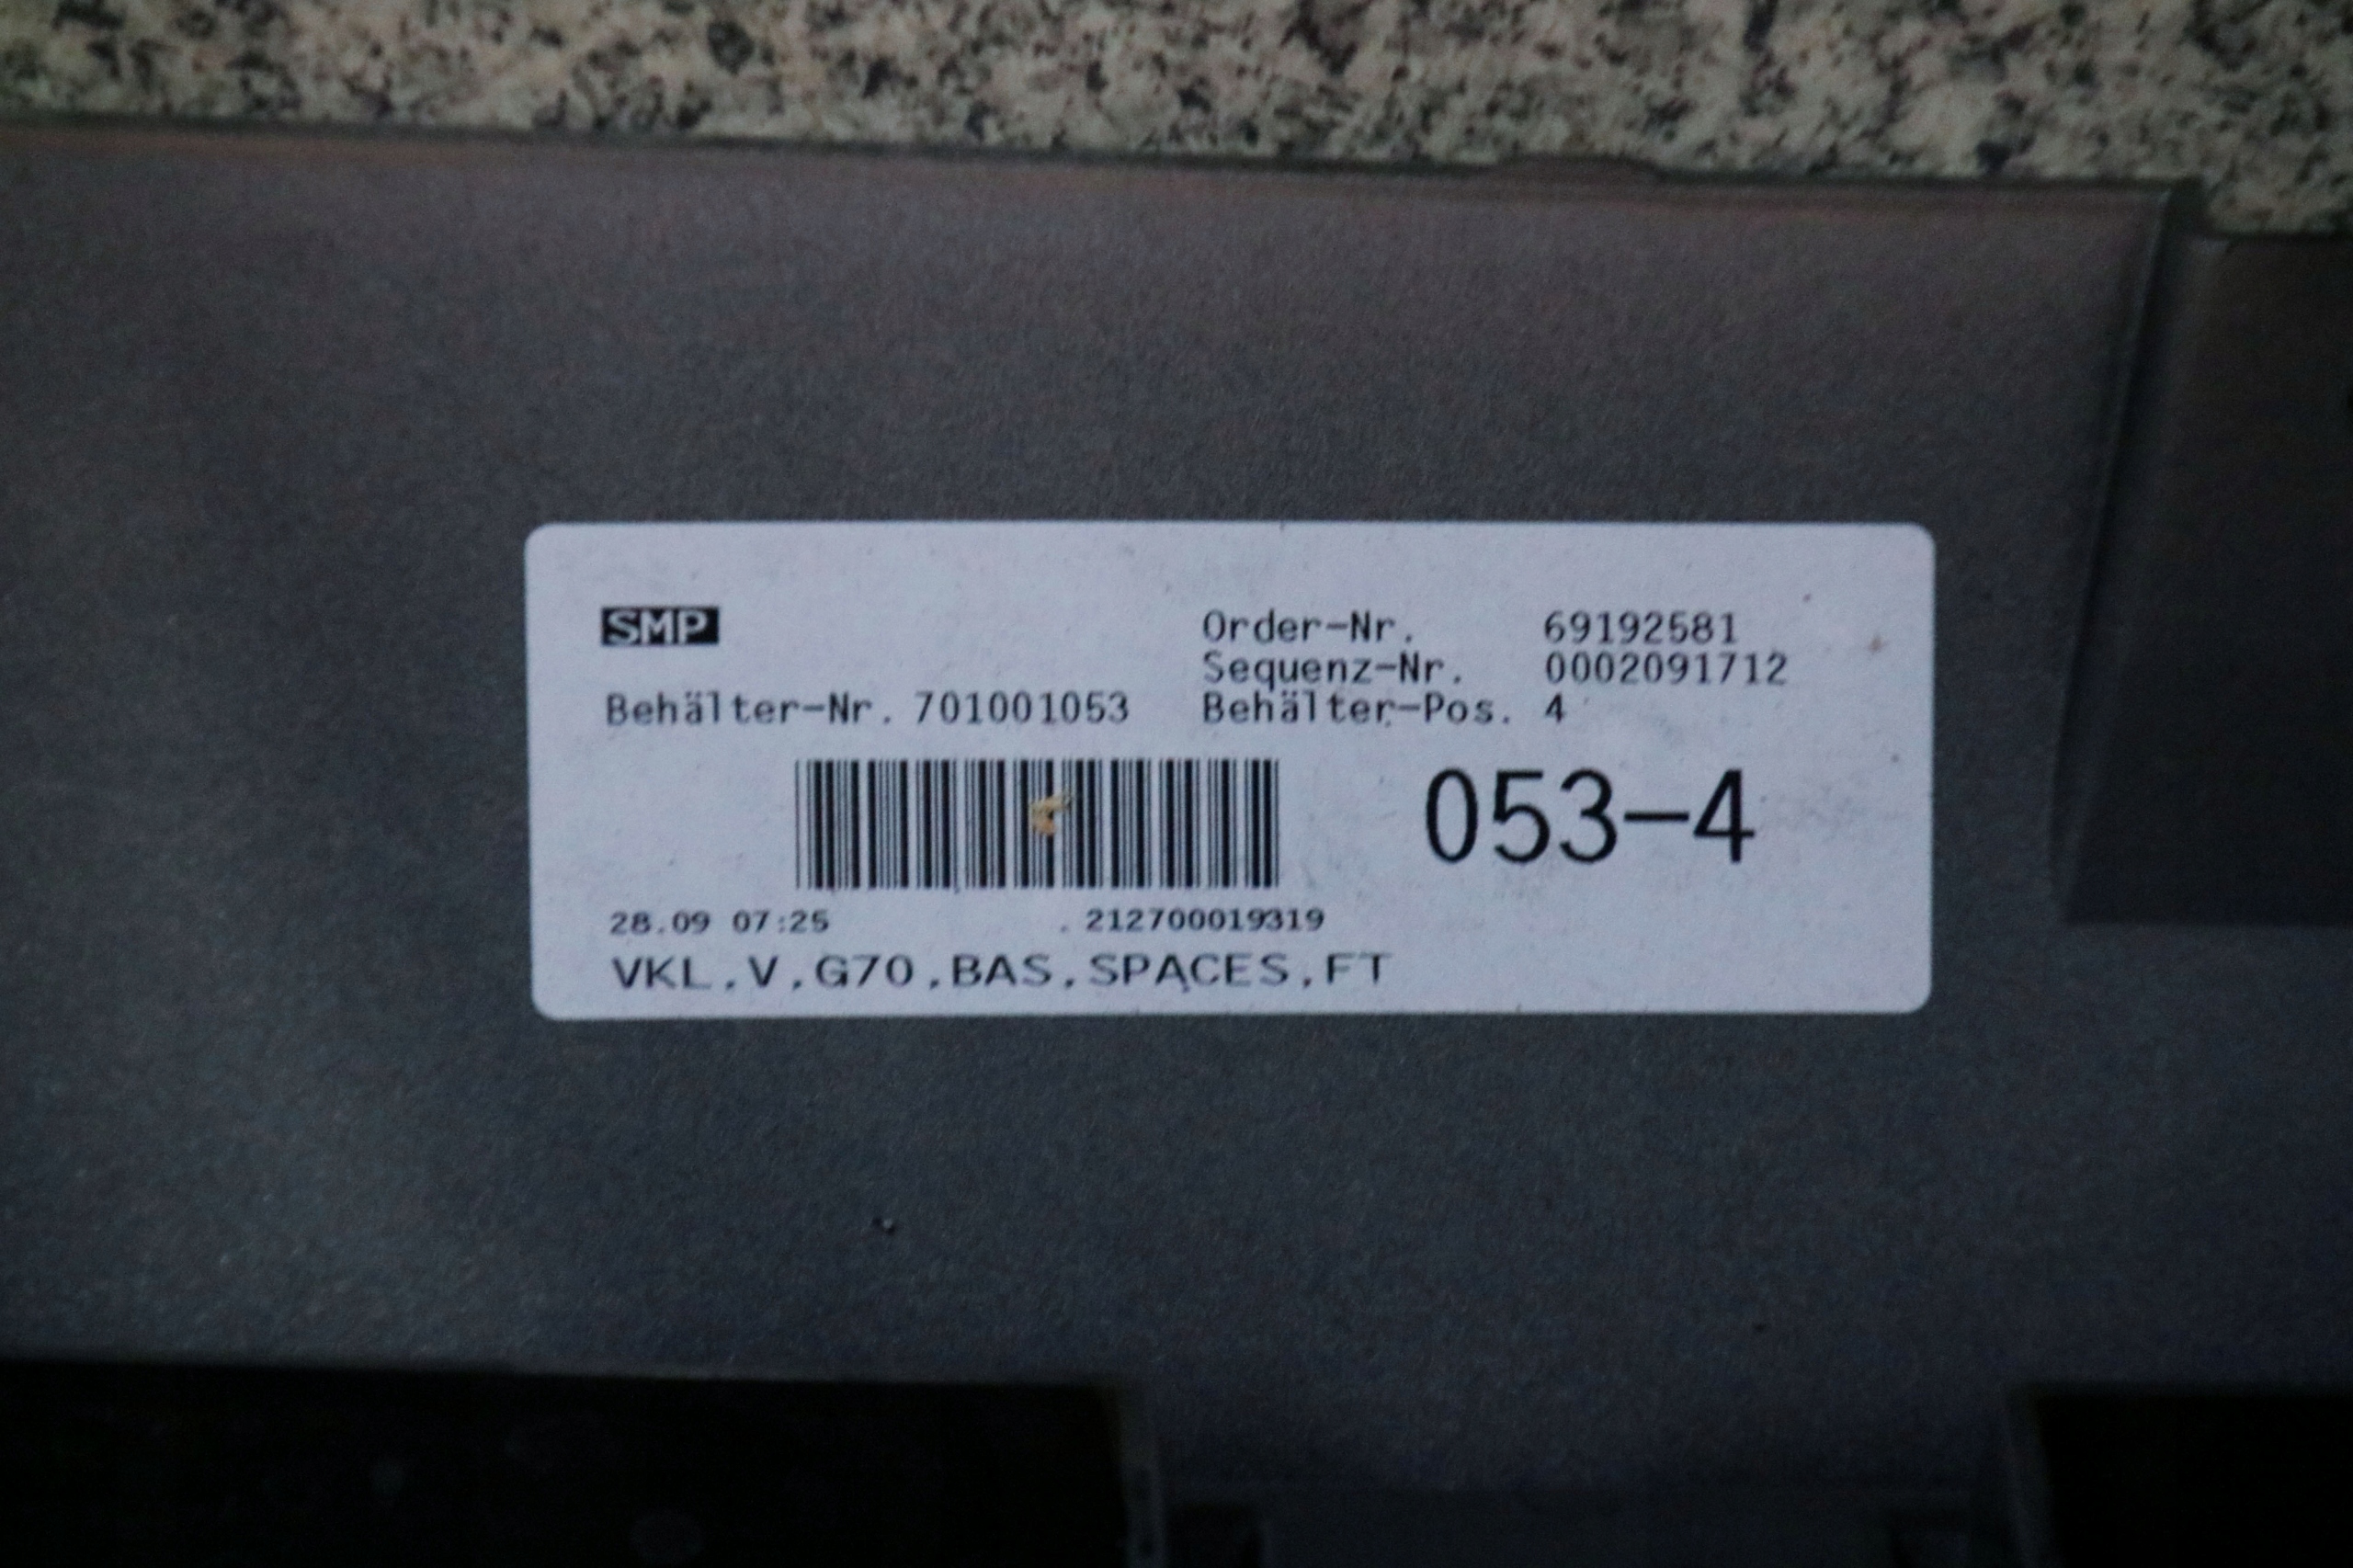 SMP
Order-Nr. 69192581
Sequenz-Nr. 0002091712
Behälter-Nr. 701001053 Behälter-Pos. 4
053-4
28.09 07:25 . 212700019319
VKL,V,G70,BAS,SPACES,FT